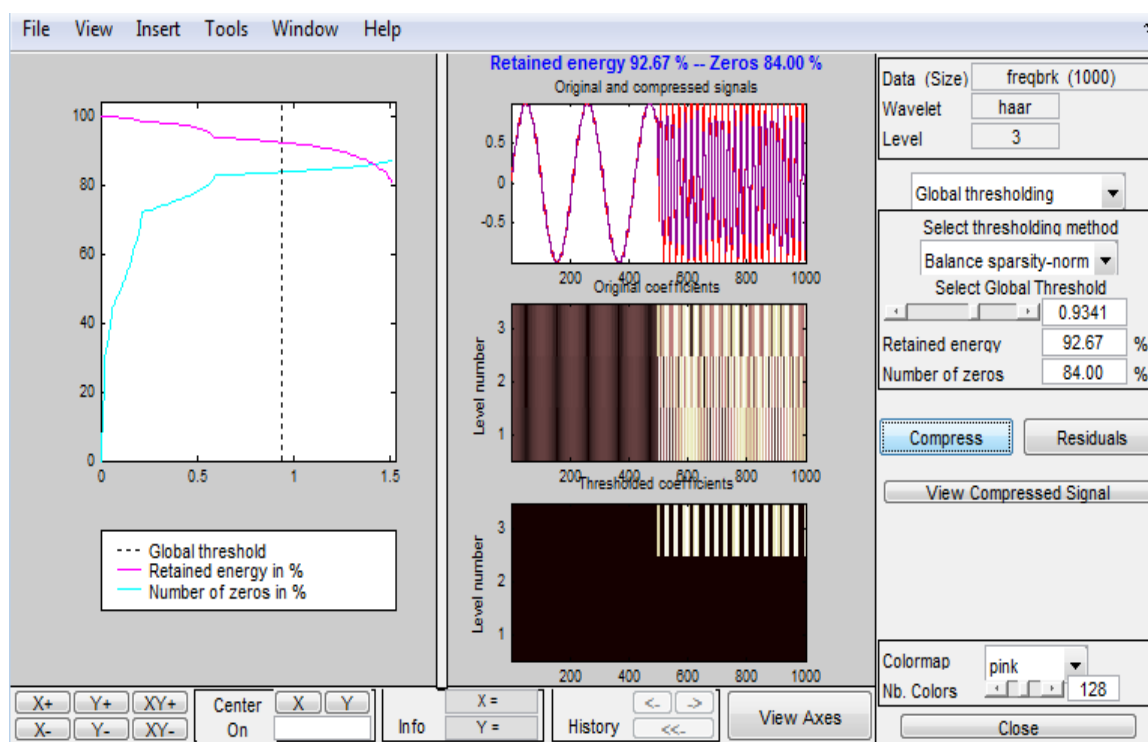 File View Insert Tools Window Help
100
80
60
40
20
0
0 0.5 1 1.5
Global threshold
Retained energy in %
Number of zeros in %
Retained energy 92.67 % -- Zeros 84.00 %
Original and compressed signals
0.5
0
-0.5
200 400 600 800 1000
Original coefficients
Level number
3
2
1
200 400 600 800 1000
Thresholded coefficients
Level number
3
2
1
200 400 600 800 1000
Data (Size) freqbrk (1000)
Wavelet haar
Level 3
Global thresholding
Select thresholding method
Balance sparsity-norm
Select Global Threshold
0.9341
Retained energy 92.67 %
Number of zeros 84.00 %
Compress Residuals
View Compressed Signal
Colormap pink
Nb. Colors 128
Close
X+ Y+ XY+
X- Y- XY-
Center On X Y
Info X =
Y =
History <- ->
<<-
View Axes